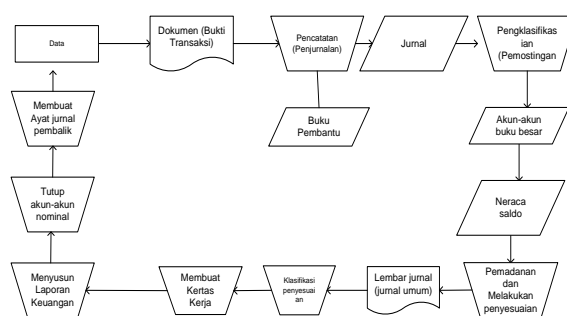 Data
Dokumen (Bukti
Transaksi)
Pencatatan
(Penjurnalan)
Jurnal
Pengklasifikas
ian
(Pemostingan
Buku
Pembantu
Akun-akun
buku besar
Neraca
saldo
Pemadanan
dan
Melakukan
penyesuaian
Lembar jurnal
(jurnal umum)
Klasifikasi
penyesuai
an
Membuat
Kertas
Kerja
Menyusun
Laporan
Keuangan
Tutup
akun-akun
nominal
Membuat
Ayat jurnal
pembalik